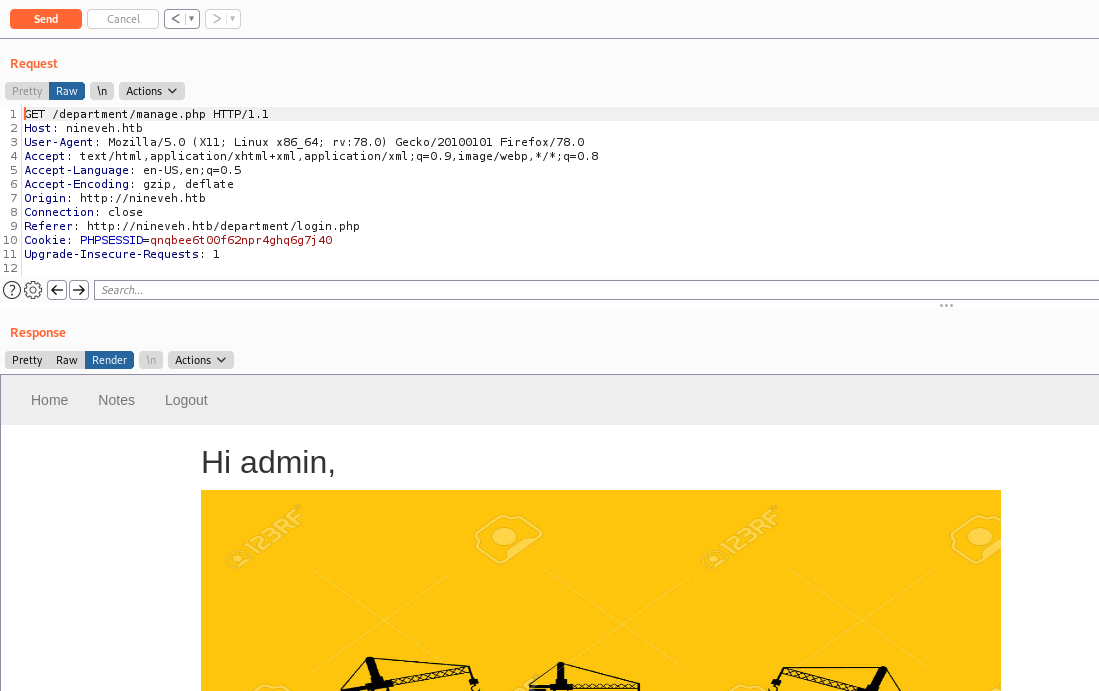 Send Cancel < | ▾ > | ▾
Request
Pretty Raw \n Actions
1 GET /department/manage.php HTTP/1.1
2 Host: nineveh.htb
3 User-Agent: Mozilla/5.0 (X11; Linux x86_64; rv:78.0) Gecko/20100101 Firefox/78.0
4 Accept: text/html,application/xhtml+xml,application/xml;q=0.9,image/webp,*/*;q=0.8
5 Accept-Language: en-US,en;q=0.5
6 Accept-Encoding: gzip, deflate
7 Origin: http://nineveh.htb
8 Connection: close
9 Referer: http://nineveh.htb/department/login.php
10 Cookie: PHPSESSID=qnqbee6t00f62npr4ghq6g7j40
11 Upgrade-Insecure-Requests: 1
12
? Search...
Response
Pretty Raw Render \n Actions
Home Notes Logout
Hi admin,
123RF 123RF